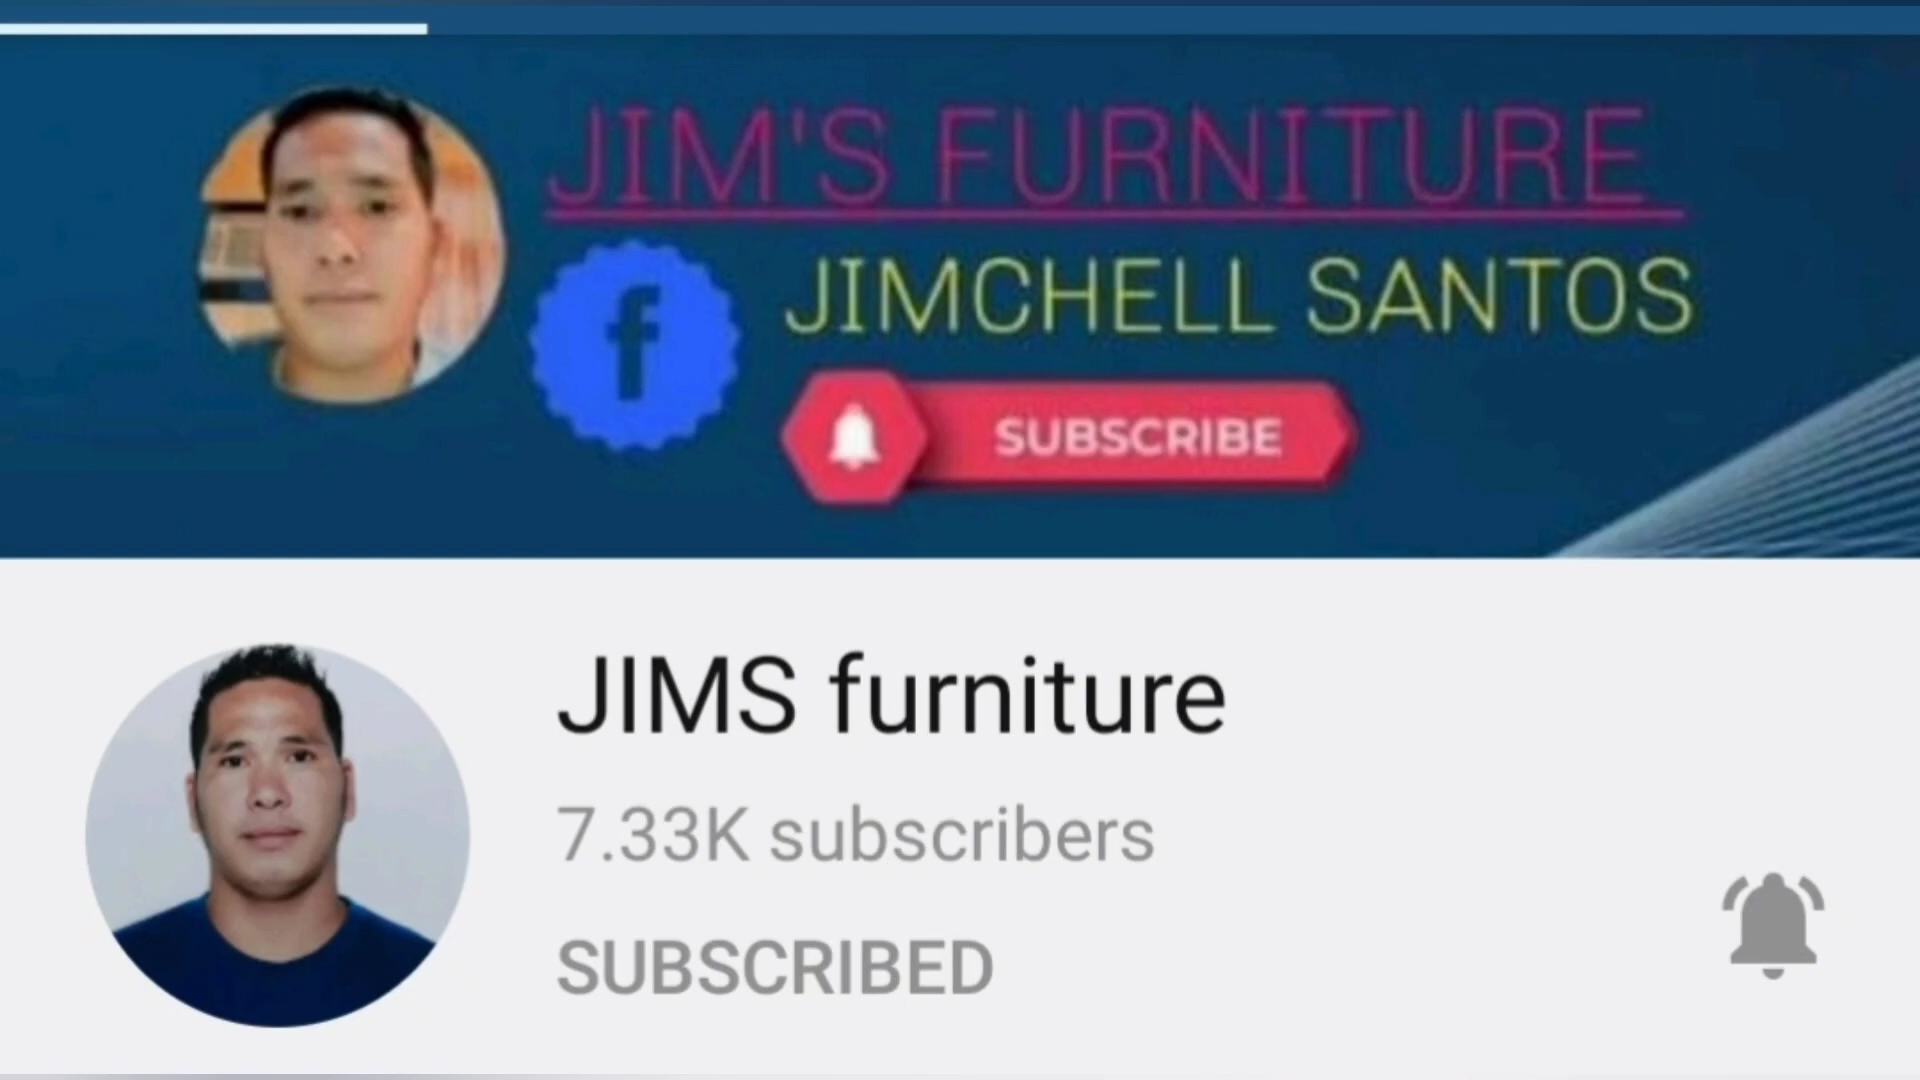 JIM'S FURNITURE
f
JIMCHELL SANTOS
SUBSCRIBE
JIMS furniture
7.33K subscribers
SUBSCRIBED